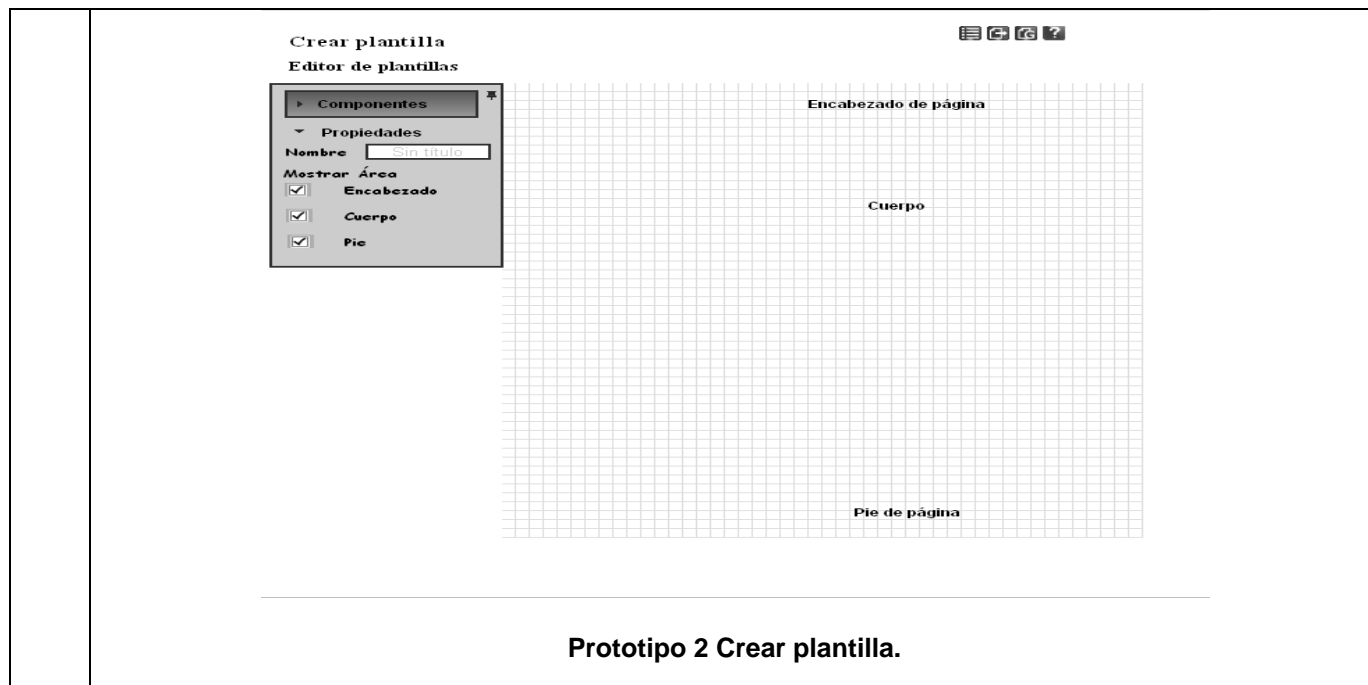 Crear plantilla
Editor de plantillas
Componentes
Propiedades
Nombre Sin título
Mostrar Área
Encabezado
Cuerpo
Pie
Encabezado de página
Cuerpo
Pie de página
Prototipo 2 Crear plantilla.